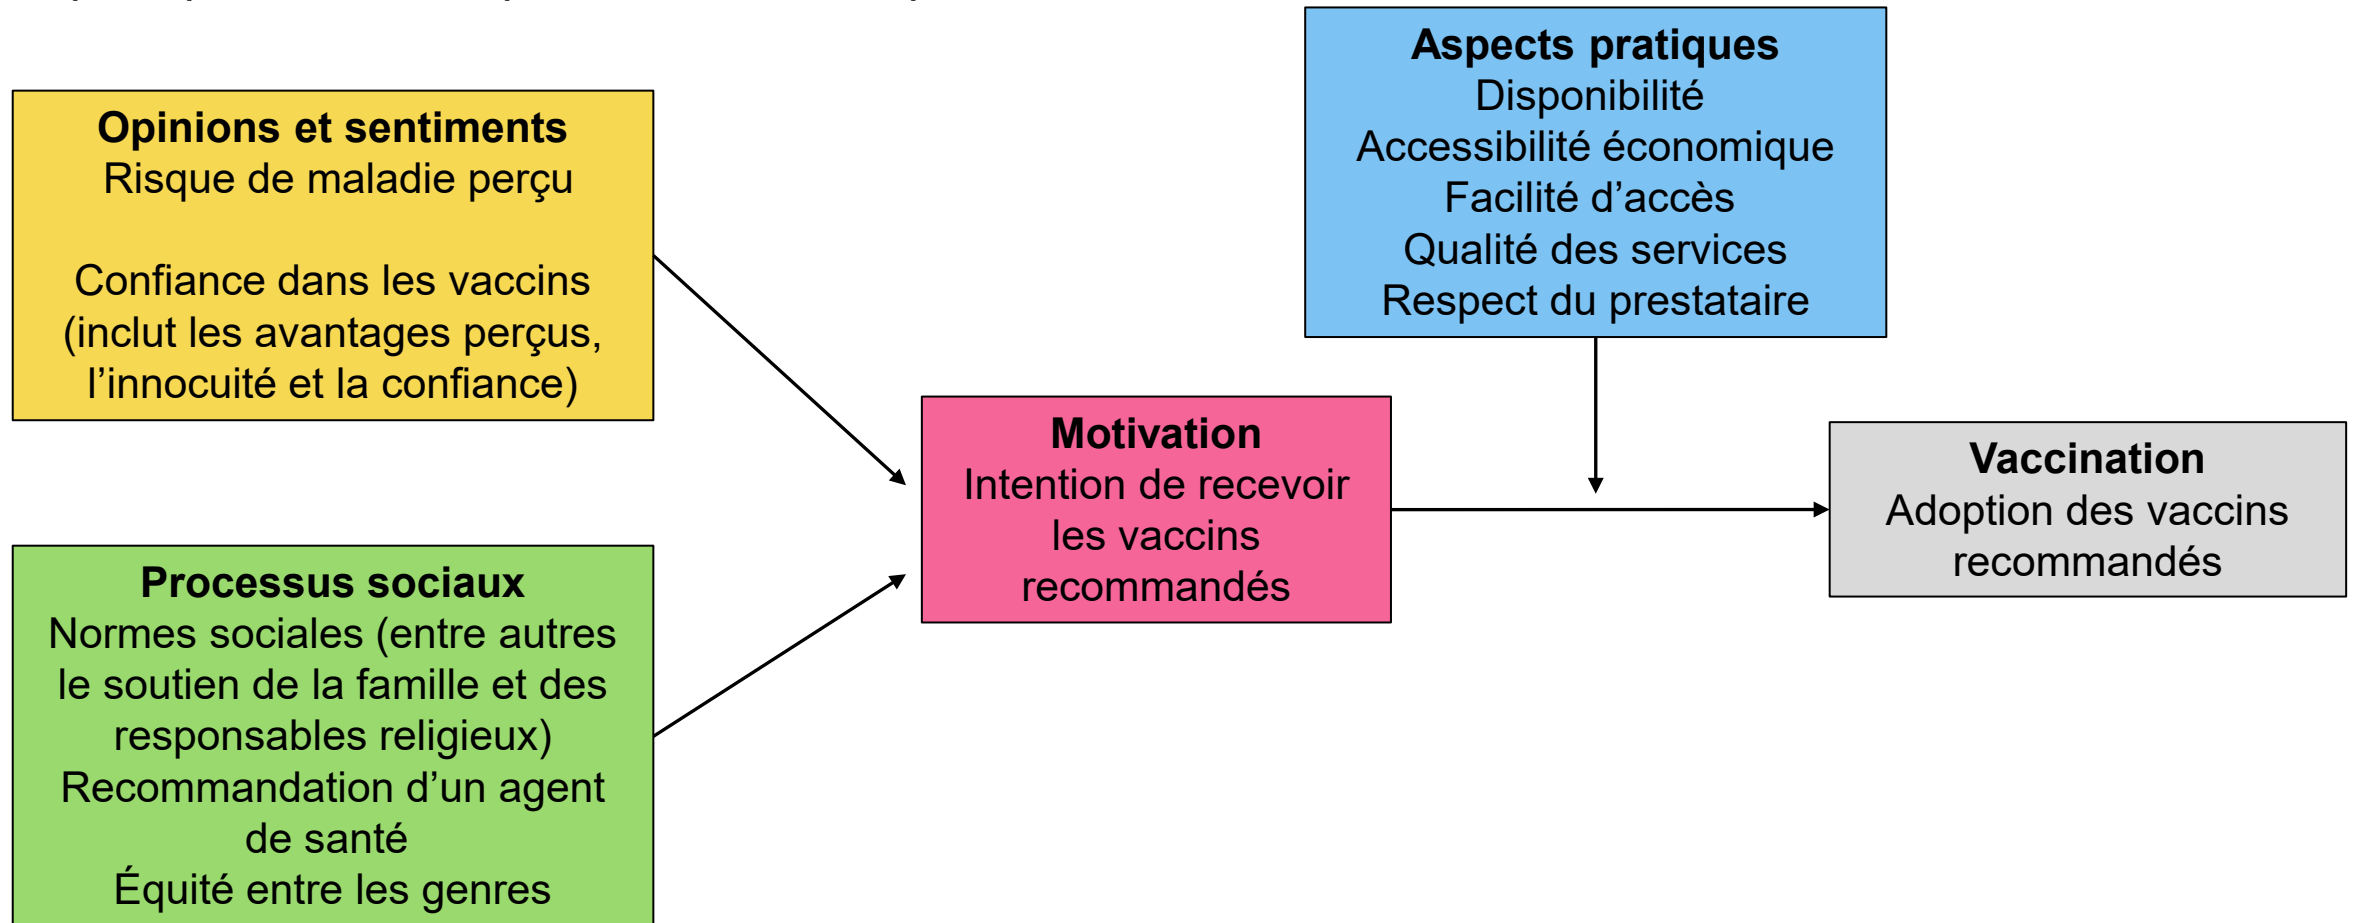 Opinions et sentiments
Risque de maladie perçu
Confiance dans les vaccins
(inclut les avantages perçus,
l’innocuité et la confiance)
Processus sociaux
Normes sociales (entre autres
le soutien de la famille et des
responsables religieux)
Recommandation d’un agent
de santé
Équité entre les genres
Motivation
Intention de recevoir
les vaccins
recommandés
Aspects pratiques
Disponibilité
Accessibilité économique
Facilité d’accès
Qualité des services
Respect du prestataire
Vaccination
Adoption des vaccins
recommandés